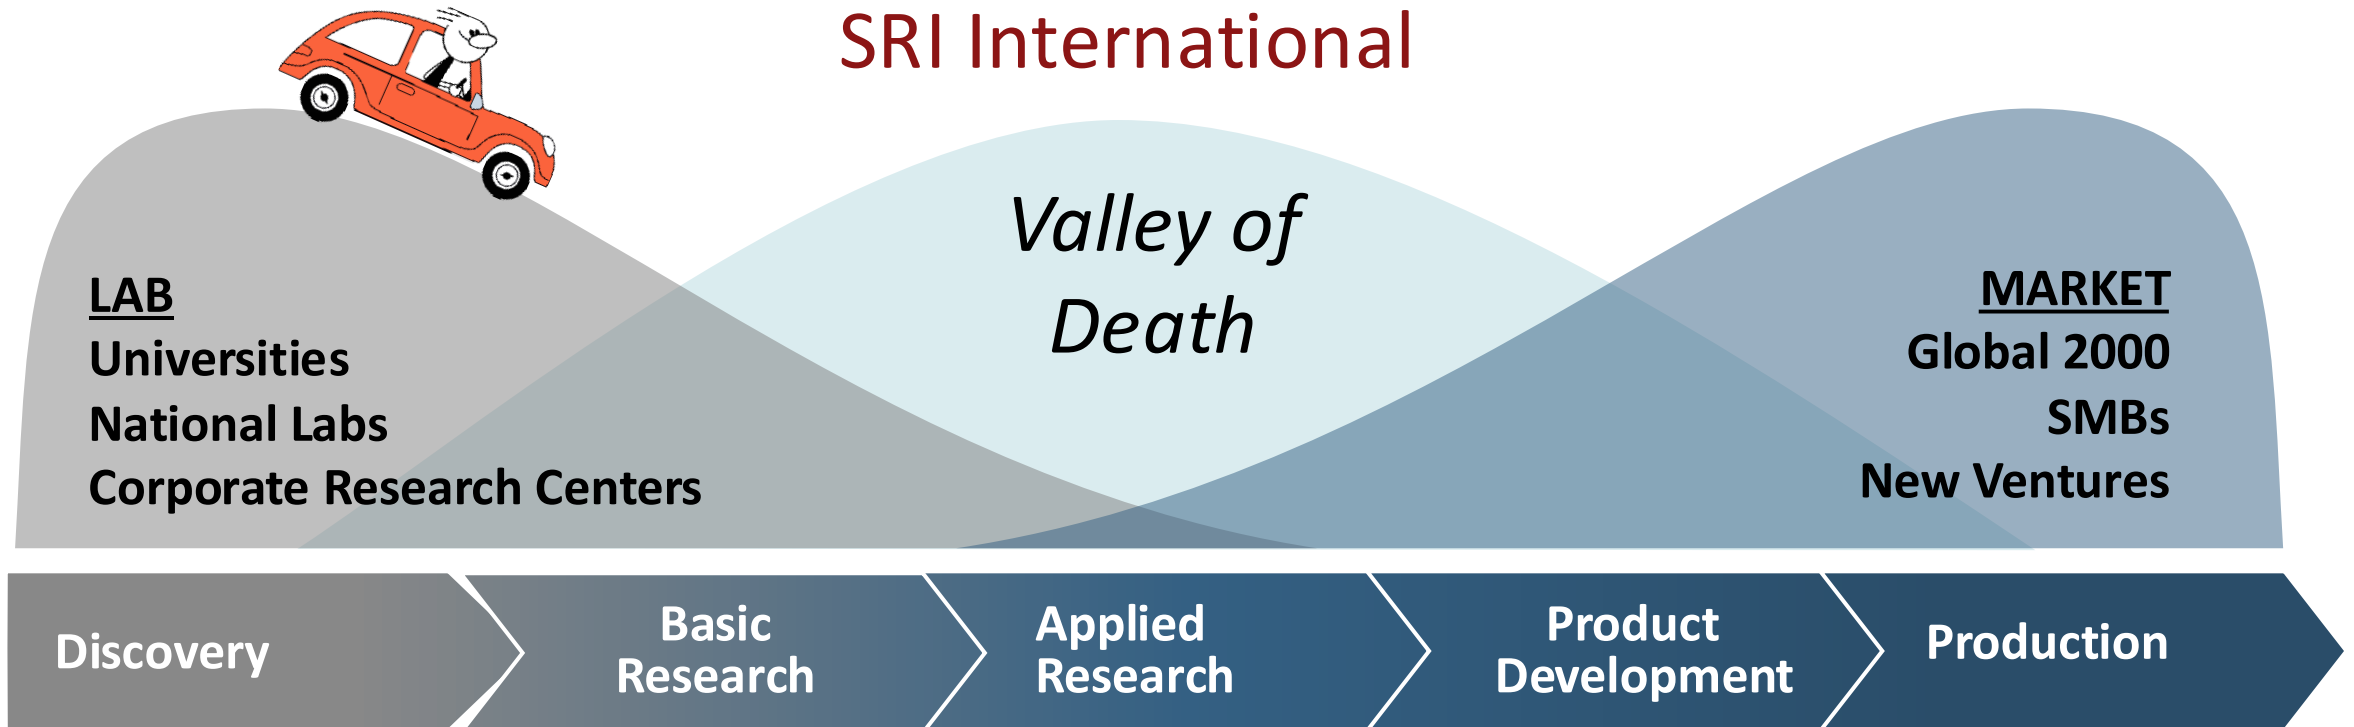 SRI International
Valley of
Death
LAB
Universities
National Labs
Corporate Research Centers
MARKET
Global 2000
SMBs
New Ventures
Discovery
Basic
Research
Applied
Research
Product
Development
Production